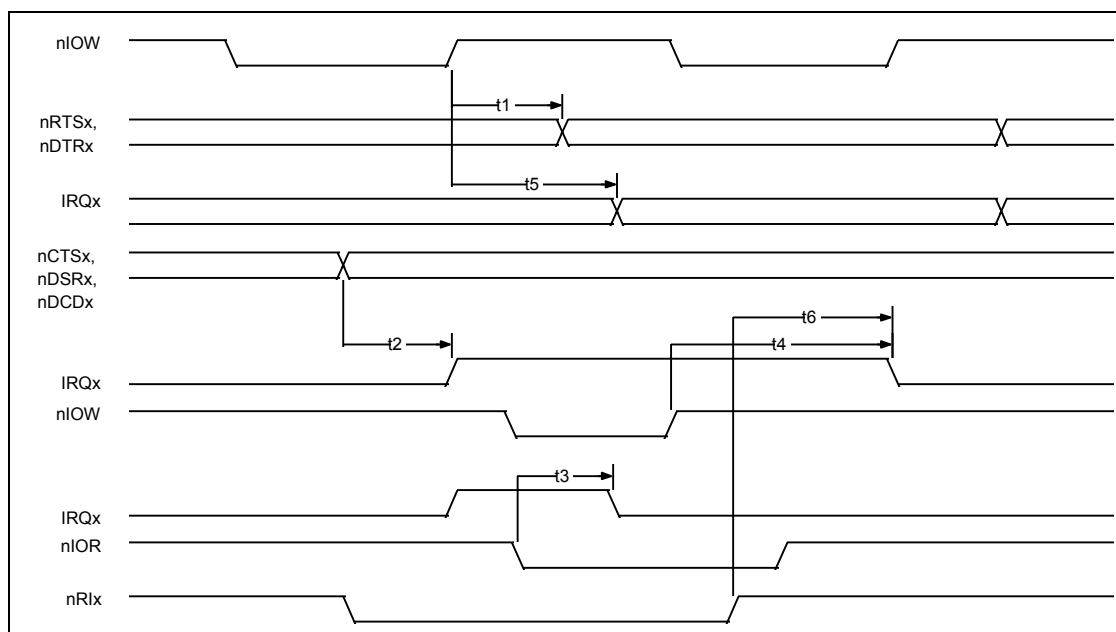 nIOW
t1
nRTSx,
nDTRx
t5
IRQx
nCTSx,
nDSRx,
nDCDx
t6
t2
t4
IRQx
nIOW
t3
IRQx
nIOR
nRIx